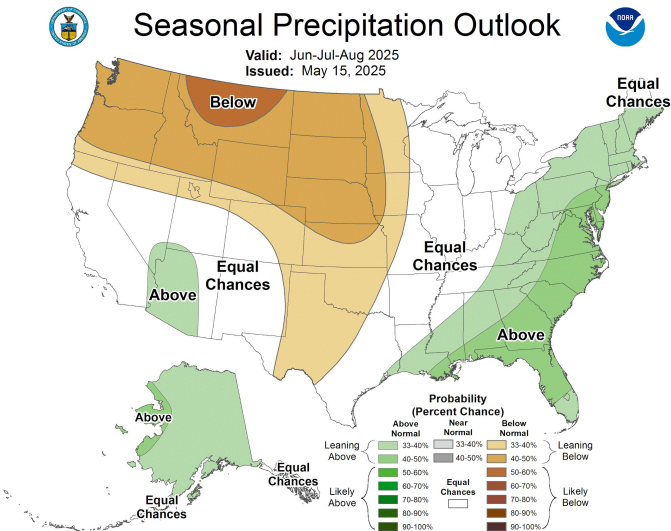 Seasonal Precipitation Outlook
NOAA
Valid: Jun-Jul-Aug 2025
Issued: May 15, 2025
Below
Equal
Chances
Equal
Chances
Equal
Chances
Above
Above
Above
Equal
Chances
Equal
Chances
Probability
(Percent Chance)
Above
Normal
Near
Normal
Below
Normal
Leaning
Above
33-40%
40-50%
50-60%
60-70%
70-80%
80-90%
90-100%
Likely
Above
33-40%
40-50%
Equal
Chances
33-40%
40-50%
50-60%
60-70%
70-80%
80-90%
90-100%
Leaning
Below
Likely
Below